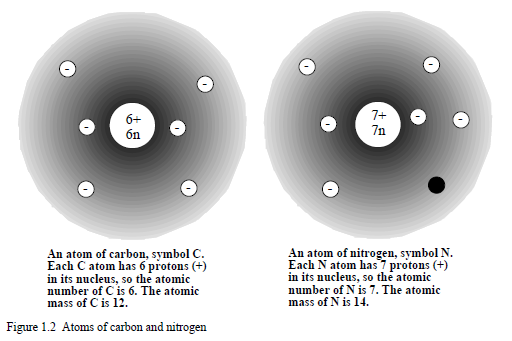 -
-
-
-
-
-
6+
6n
-
-
-
-
-
-
7+
7n
An atom of carbon, symbol C.
Each C atom has 6 protons (+)
in its nucleus, so the atomic
number of C is 6. The atomic
mass of C is 12.
An atom of nitrogen, symbol N.
Each N atom has 7 protons (+)
in its nucleus, so the atomic
number of N is 7. The atomic
mass of N is 14.
Figure 1.2 Atoms of carbon and nitrogen